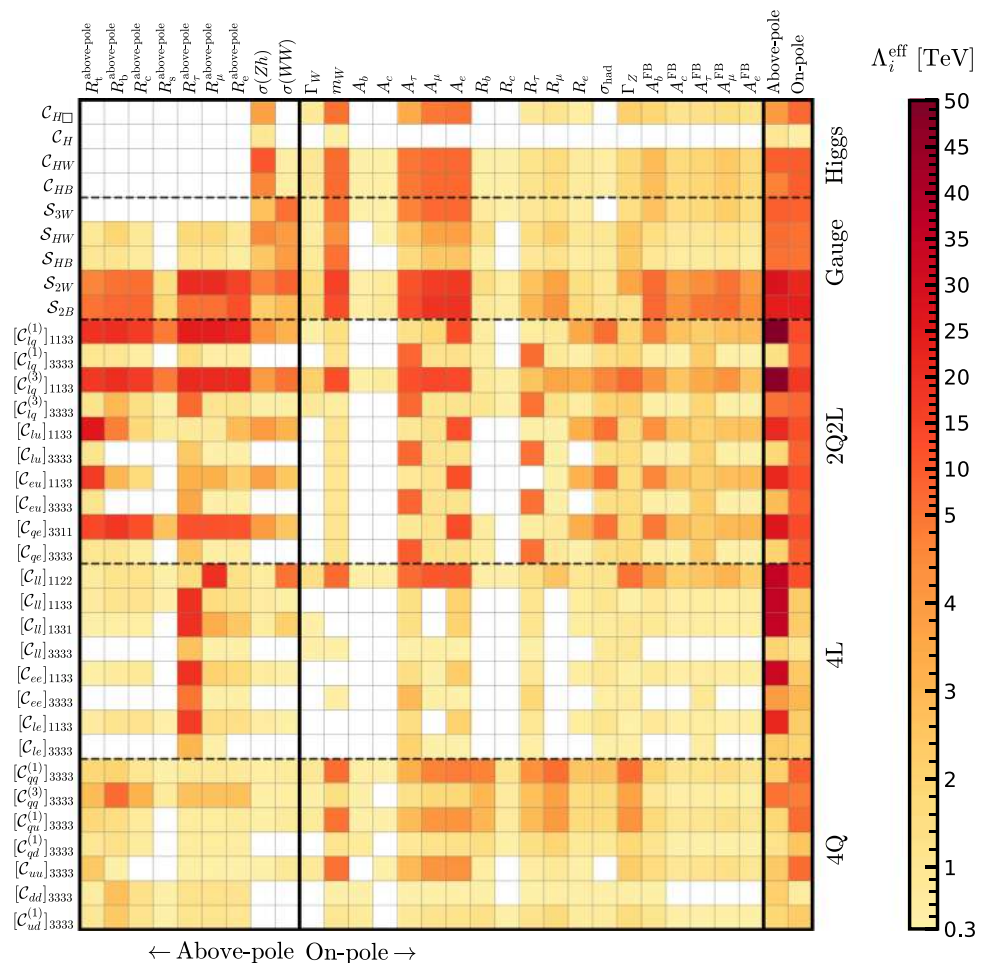 R_t^above-pole R_b^above-pole R_c^above-pole R_s^above-pole R_τ^above-pole R_μ^above-pole R_e^above-pole σ(Zh) σ(WW) Γ_W m_W A_b A_c A_τ A_μ A_e R_b R_c R_τ R_μ R_e σ_had Γ_Z A_b^FB A_c^FB A_τ^FB A_μ^FB A_e^FB Above-pole On-pole
Λ_i^eff [TeV]
C_H□
C_H
C_HW
C_HB
Higgs
S_3W
S_HW
S_HB
S_2W
S_2B
Gauge
[C_lq^(1)]_1133
[C_lq^(1)]_3333
[C_lq^(3)]_1133
[C_lq^(3)]_3333
[C_lu]_1133
[C_lu]_3333
[C_eu]_1133
[C_eu]_3333
[C_qe]_3311
[C_qe]_3333
2Q2L
[C_ll]_1122
[C_ll]_1133
[C_ll]_1331
[C_ll]_3333
[C_ee]_1133
[C_ee]_3333
[C_le]_1133
[C_le]_3333
4L
[C_qq^(1)]_3333
[C_qq^(3)]_3333
[C_qu^(1)]_3333
[C_qd^(1)]_3333
[C_uu]_3333
[C_dd]_3333
[C_ud^(1)]_3333
4Q
50
45
40
35
30
25
20
15
10
5
4
3
2
1
0.3
← Above-pole On-pole →